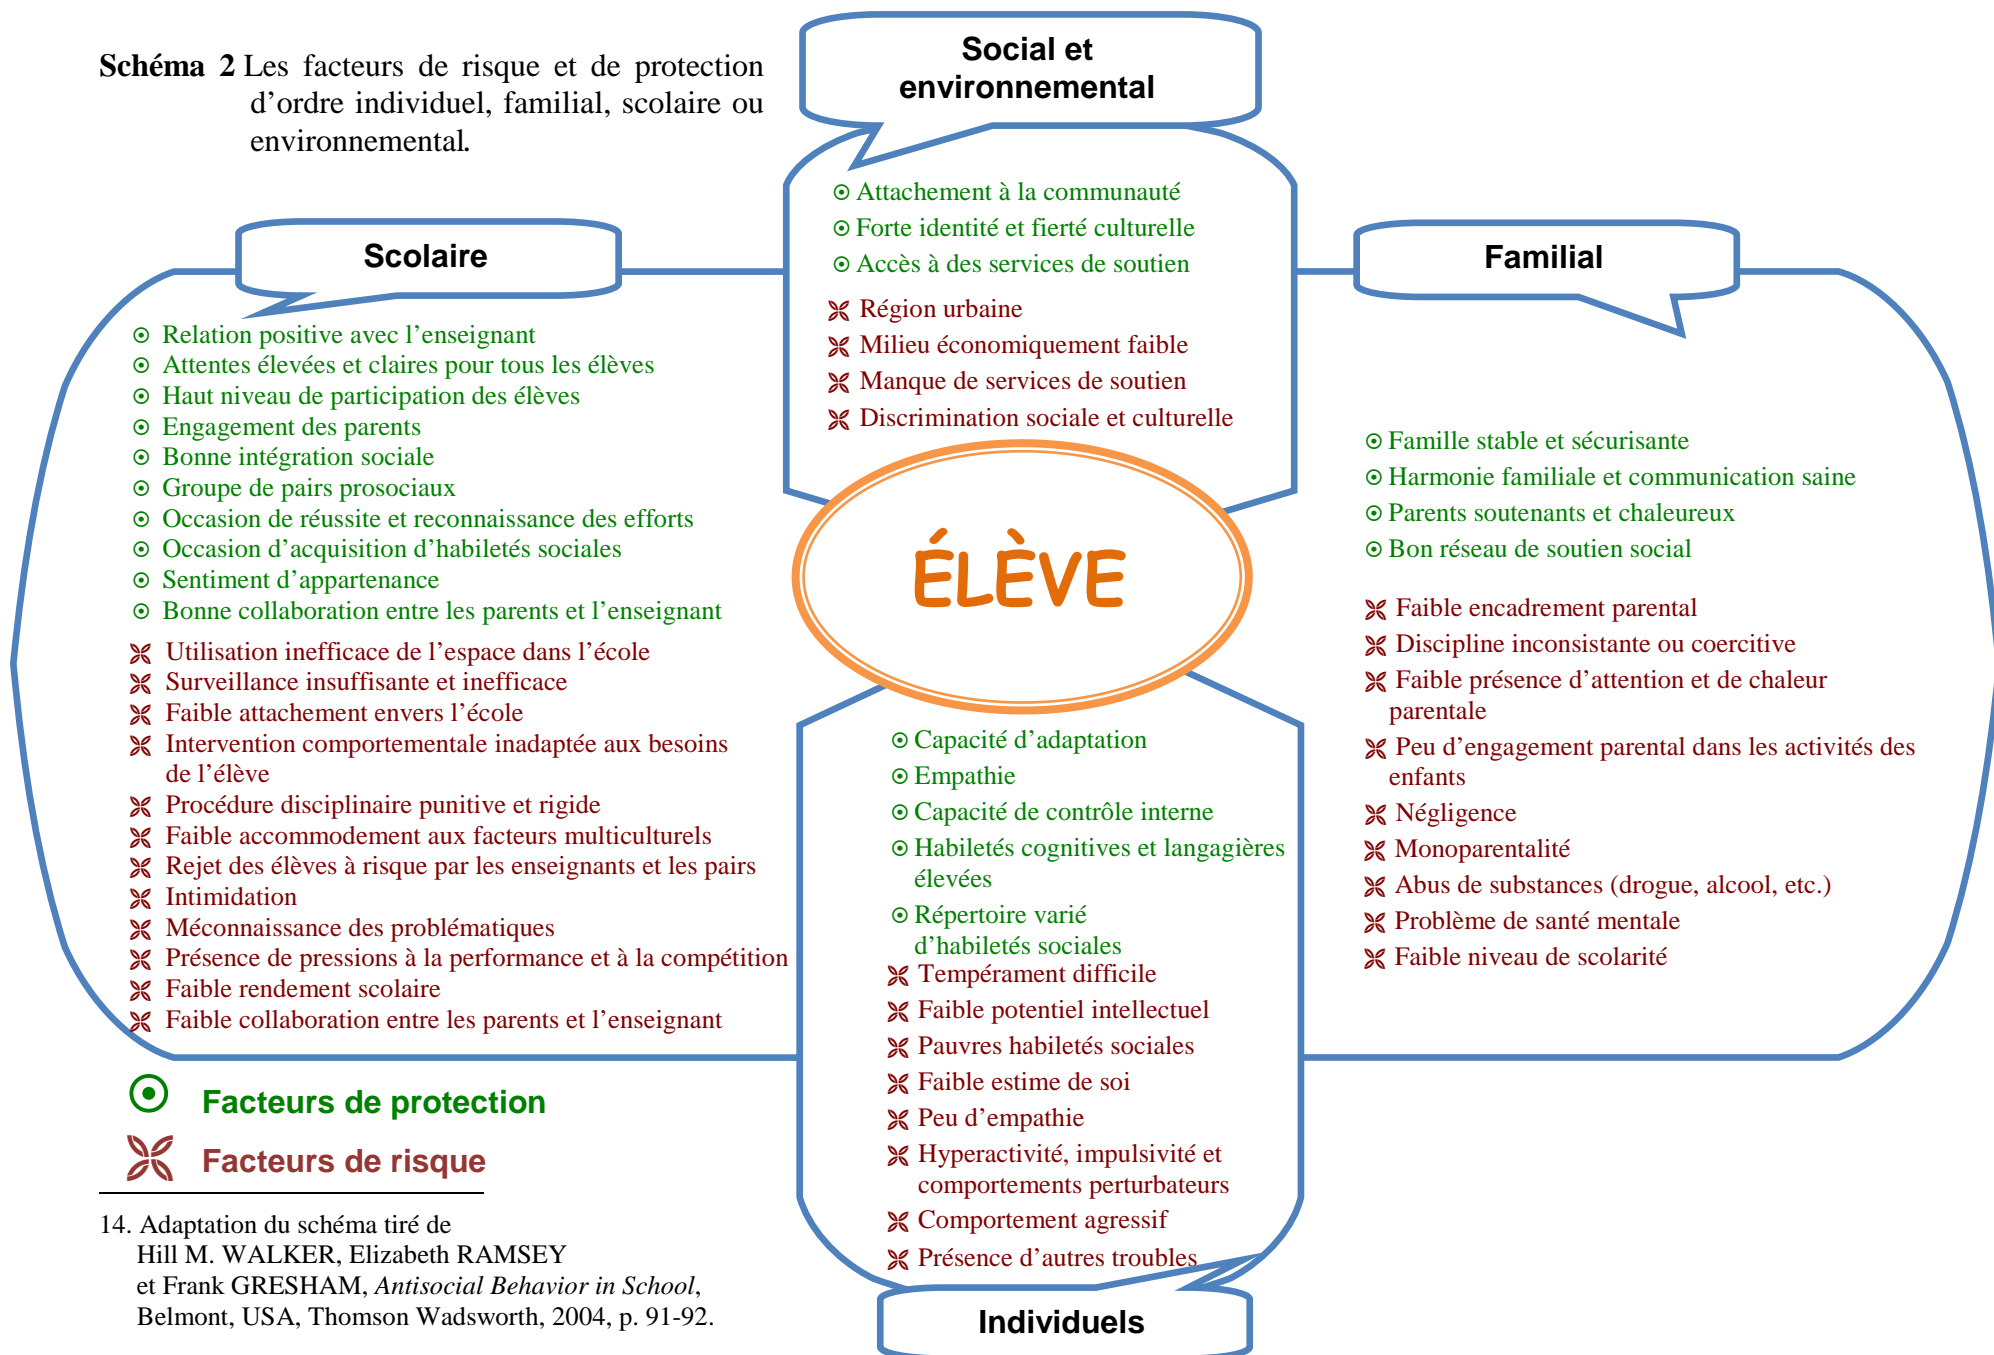 Schéma 2 Les facteurs de risque et de protection
d’ordre individuel, familial, scolaire ou
environnemental.
Social et
environnemental
⊙ Attachement à la communauté
⊙ Forte identité et fierté culturelle
⊙ Accès à des services de soutien
⌘ Région urbaine
⌘ Milieu économiquement faible
⌘ Manque de services de soutien
⌘ Discrimination sociale et culturelle
Scolaire
⊙ Relation positive avec l’enseignant
⊙ Attentes élevées et claires pour tous les élèves
⊙ Haut niveau de participation des élèves
⊙ Engagement des parents
⊙ Bonne intégration sociale
⊙ Groupe de pairs prosociaux
⊙ Occasion de réussite et reconnaissance des efforts
⊙ Occasion d’acquisition d’habiletés sociales
⊙ Sentiment d’appartenance
⊙ Bonne collaboration entre les parents et l’enseignant
⌘ Utilisation inefficace de l’espace dans l’école
⌘ Surveillance insuffisante et inefficace
⌘ Faible attachement envers l’école
⌘ Intervention comportementale inadaptée aux besoins
de l’élève
⌘ Procédure disciplinaire punitive et rigide
⌘ Faible accommodement aux facteurs multiculturels
⌘ Rejet des élèves à risque par les enseignants et les pairs
⌘ Intimidation
⌘ Méconnaissance des problématiques
⌘ Présence de pressions à la performance et à la compétition
⌘ Faible rendement scolaire
⌘ Faible collaboration entre les parents et l’enseignant
ÉLÈVE
Familial
⊙ Famille stable et sécurisante
⊙ Harmonie familiale et communication saine
⊙ Parents soutenants et chaleureux
⊙ Bon réseau de soutien social
⌘ Faible encadrement parental
⌘ Discipline inconsistante ou coercitive
⌘ Faible présence d’attention et de chaleur
parentale
⌘ Peu d’engagement parental dans les activités des
enfants
⌘ Négligence
⌘ Monoparentalité
⌘ Abus de substances (drogue, alcool, etc.)
⌘ Problème de santé mentale
⌘ Faible niveau de scolarité
⊙ Capacité d’adaptation
⊙ Empathie
⊙ Capacité de contrôle interne
⊙ Habiletés cognitives et langagières
élevées
⊙ Répertoire varié
d’habiletés sociales
⌘ Tempérament difficile
⌘ Faible potentiel intellectuel
⌘ Pauvres habiletés sociales
⌘ Faible estime de soi
⌘ Peu d’empathie
⌘ Hyperactivité, impulsivité et
comportements perturbateurs
⌘ Comportement agressif
⌘ Présence d’autres troubles
Individuels
⊙ Facteurs de protection
⌘ Facteurs de risque
14. Adaptation du schéma tiré de
Hill M. WALKER, Elizabeth RAMSEY
et Frank GRESHAM, Antisocial Behavior in School,
Belmont, USA, Thomson Wadsworth, 2004, p. 91-92.